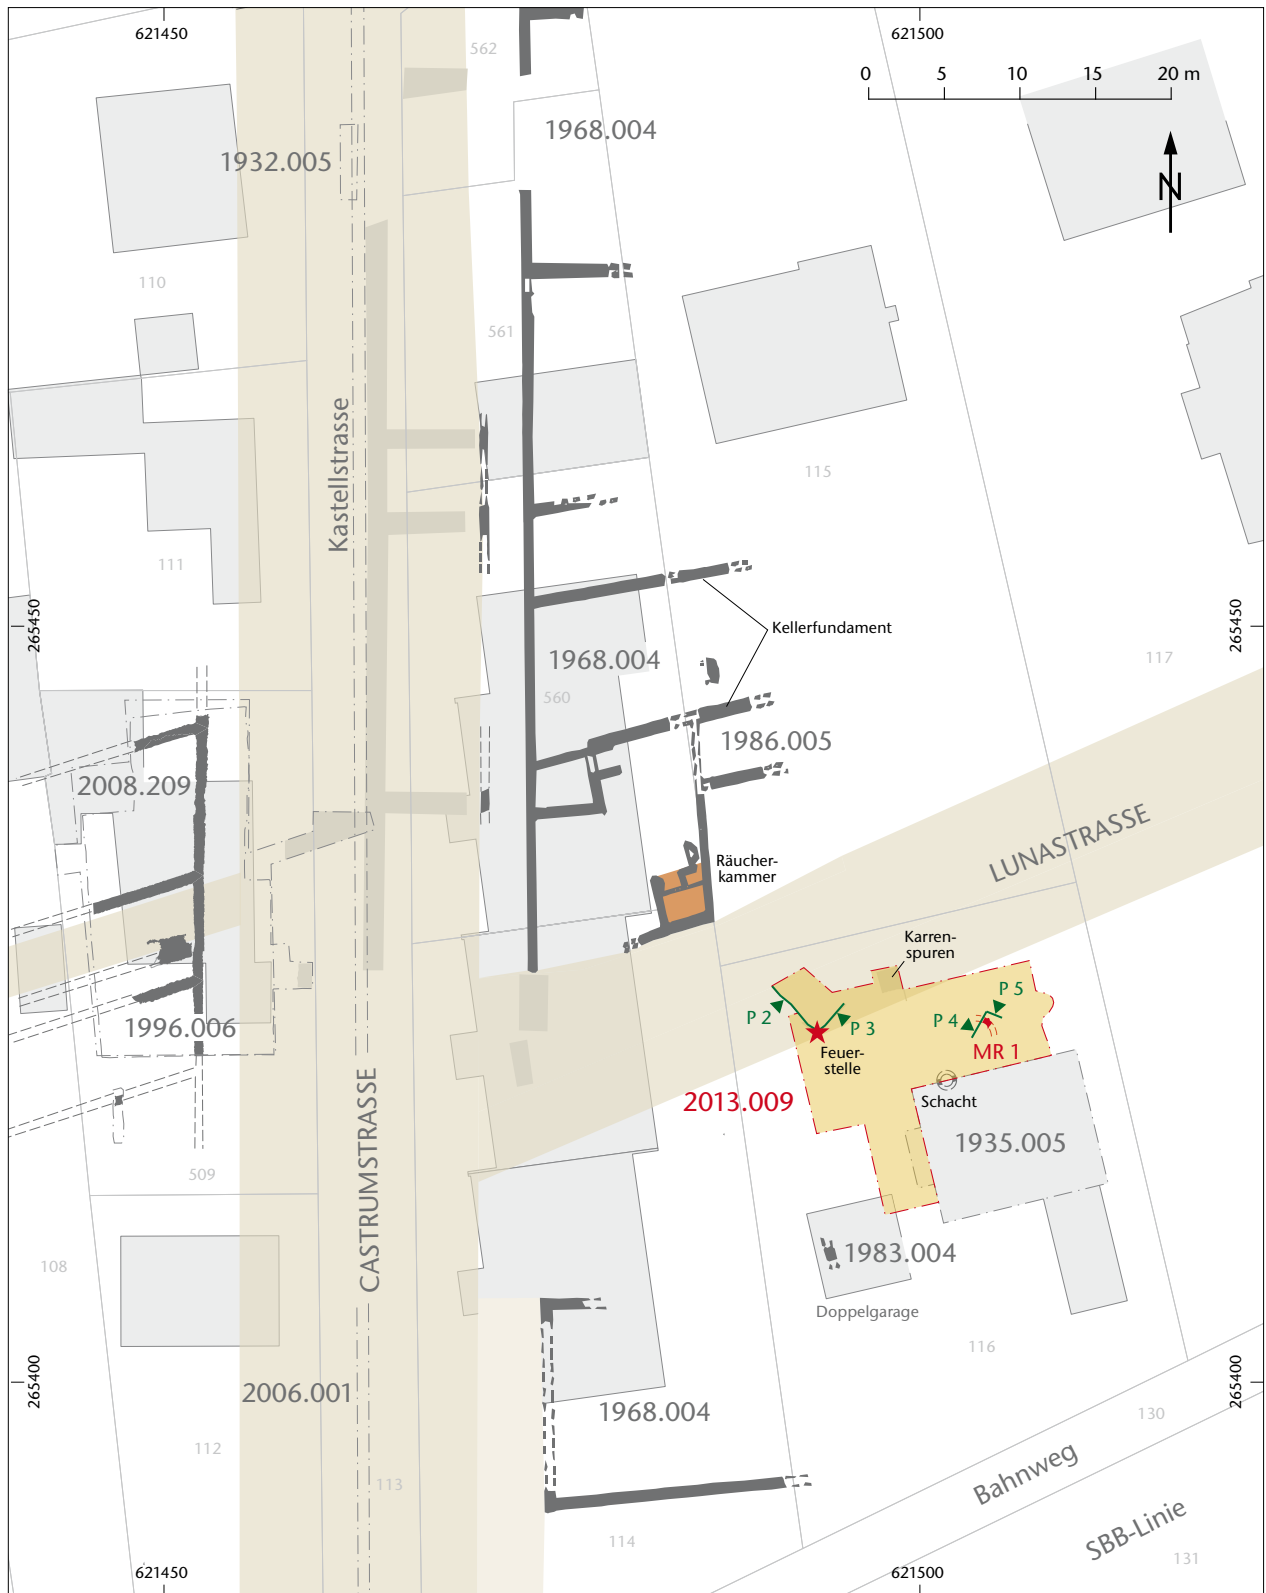 621450
621500
562
0 5 10 15 20 m
1968.004
1932.005
N
110
561
Kastellstrasse
115
111
265450
265450
Kellerfundament
1968.004
117
560
1986.005
2008.209
LUNASTRASSE
Räucher-
kammer
Karren-
spuren
1996.006
P 2
P 3
P 4
P 5
MR 1
Feuer-
stelle
Schacht
2013.009
CASTRUMSTRASSE
1935.005
509
108
1983.004
Doppelgarage
116
265400
265400
2006.001
1968.004
130
112
Bahnweg
113
SBB-Linie
114
131
621450
621500